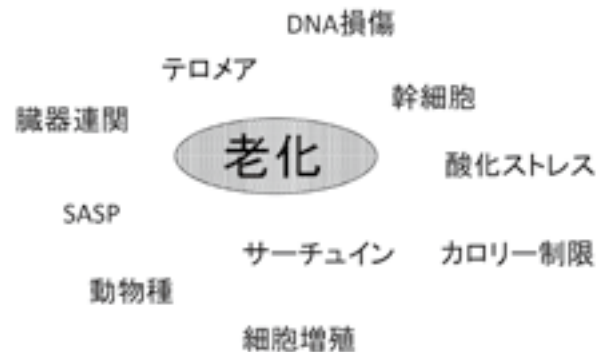 DNA損傷
テロメア
幹細胞
臓器連関
老化
酸化ストレス
SASP
サーチュイン
カロリー制限
動物種
細胞増殖